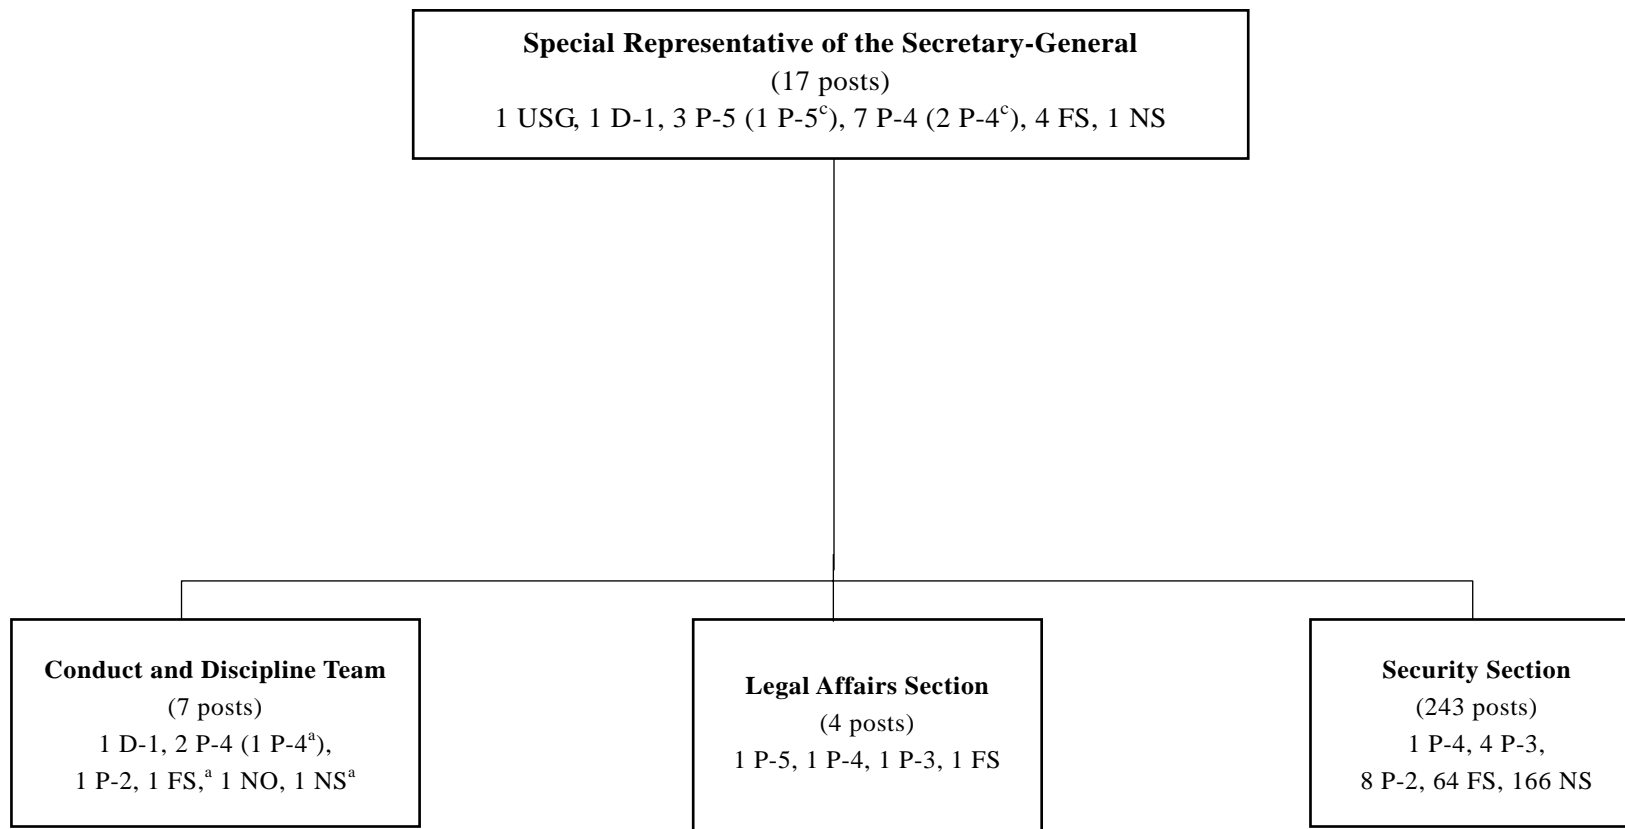 Special Representative of the Secretary-General
(17 posts)
1 USG, 1 D-1, 3 P-5 (1 P-5ᶜ), 7 P-4 (2 P-4ᶜ), 4 FS, 1 NS
Conduct and Discipline Team
(7 posts)
1 D-1, 2 P-4 (1 P-4ᵃ),
1 P-2, 1 FS,ᵃ 1 NO, 1 NSᵃ
Legal Affairs Section
(4 posts)
1 P-5, 1 P-4, 1 P-3, 1 FS
Security Section
(243 posts)
1 P-4, 4 P-3,
8 P-2, 64 FS, 166 NS